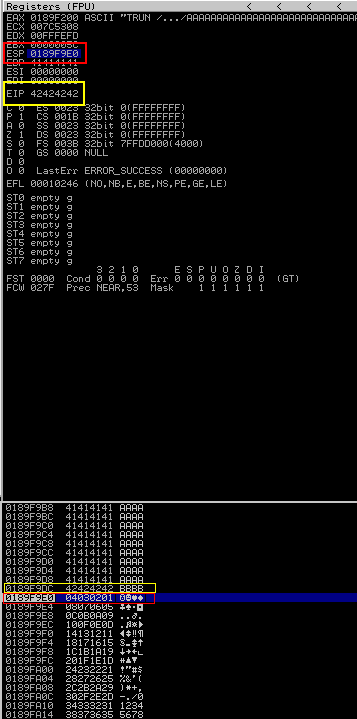 Registers (FPU) < < < <
EAX 0189F200 ASCII "TRUN /.../AAAAAAAAAAAAAAAAAAAAAAAAAAAAA
ECX 007C5308
EDX 00FFFEFD
EBX 0000005C
ESP 0189F9E0
EBP 41414141
ESI 00000000
EDI 00000000
EIP 42424242
C 0 ES 0023 32bit 0(FFFFFFFF)
P 1 CS 001B 32bit 0(FFFFFFFF)
A 0 SS 0023 32bit 0(FFFFFFFF)
Z 1 DS 0023 32bit 0(FFFFFFFF)
S 0 FS 003B 32bit 7FFDD000(4000)
T 0 GS 0000 NULL
D 0
O 0 LastErr ERROR_SUCCESS (00000000)
EFL 00010246 (NO,NB,E,BE,NS,PE,GE,LE)
ST0 empty g
ST1 empty g
ST2 empty g
ST3 empty g
ST4 empty g
ST5 empty g
ST6 empty g
ST7 empty g
3 2 1 0 E S P U O Z D I
FST 0000 Cond 0 0 0 0 Err 0 0 0 0 0 0 0 0 (GT)
FCW 027F Prec NEAR,53 Mask 1 1 1 1 1 1
0189F9B8 41414141 AAAA
0189F9BC 41414141 AAAA
0189F9C0 41414141 AAAA
0189F9C4 41414141 AAAA
0189F9C8 41414141 AAAA
0189F9CC 41414141 AAAA
0189F9D0 41414141 AAAA
0189F9D4 41414141 AAAA
0189F9D8 41414141 AAAA
0189F9DC 42424242 BBBB
0189F9E0 04030201 ☺☻♥♦
0189F9E4 08070605 ♣♠•◘
0189F9E8 0C0B0A09
0189F9EC 100F0E0D
0189F9F0 14131211 ◄↕‼¶
0189F9F4 18171615 §▬↨↑
0189F9F8 1C1B1A19 ↓→←∟
0189F9FC 201F1E1D ↔▲▼
0189FA00 24232221 !"#$
0189FA04 28272625 %&'(
0189FA08 2C2B2A29 )*+,
0189FA0C 302F2E2D -./0
0189FA10 34333231 1234
0189FA14 38373635 5678